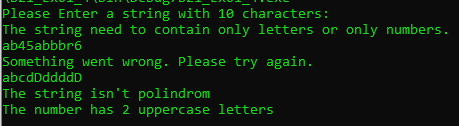 Please Enter a string with 10 characters:
The string need to contain only letters or only numbers.
ab45abbbr6
Something went wrong. Please try again.
abcdDddddD
The string isn't polindrom
The number has 2 uppercase letters